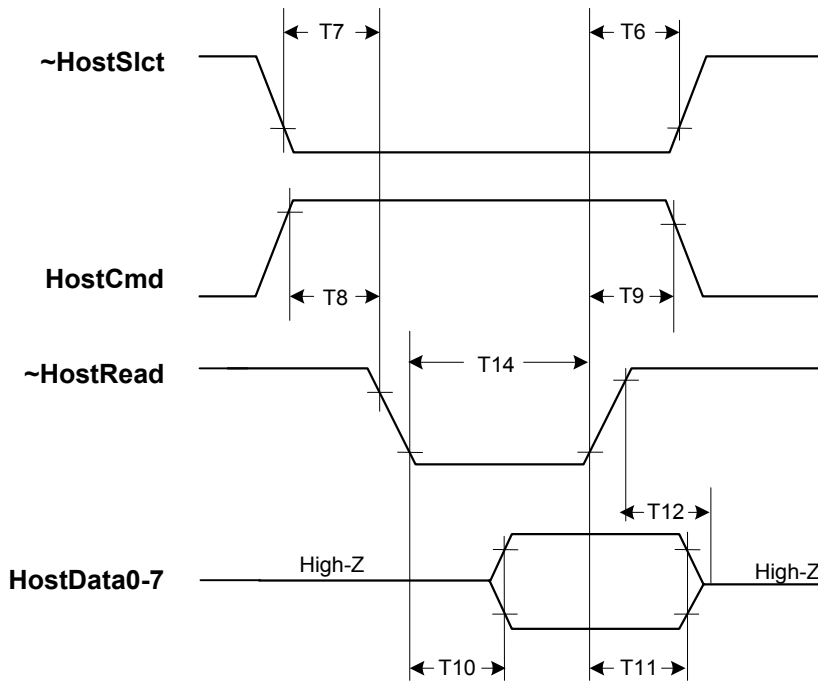 T7
T6
~HostSlct
HostCmd
T8
T9
~HostRead
T14
T12
High-Z
High-Z
HostData0-7
T10
T11